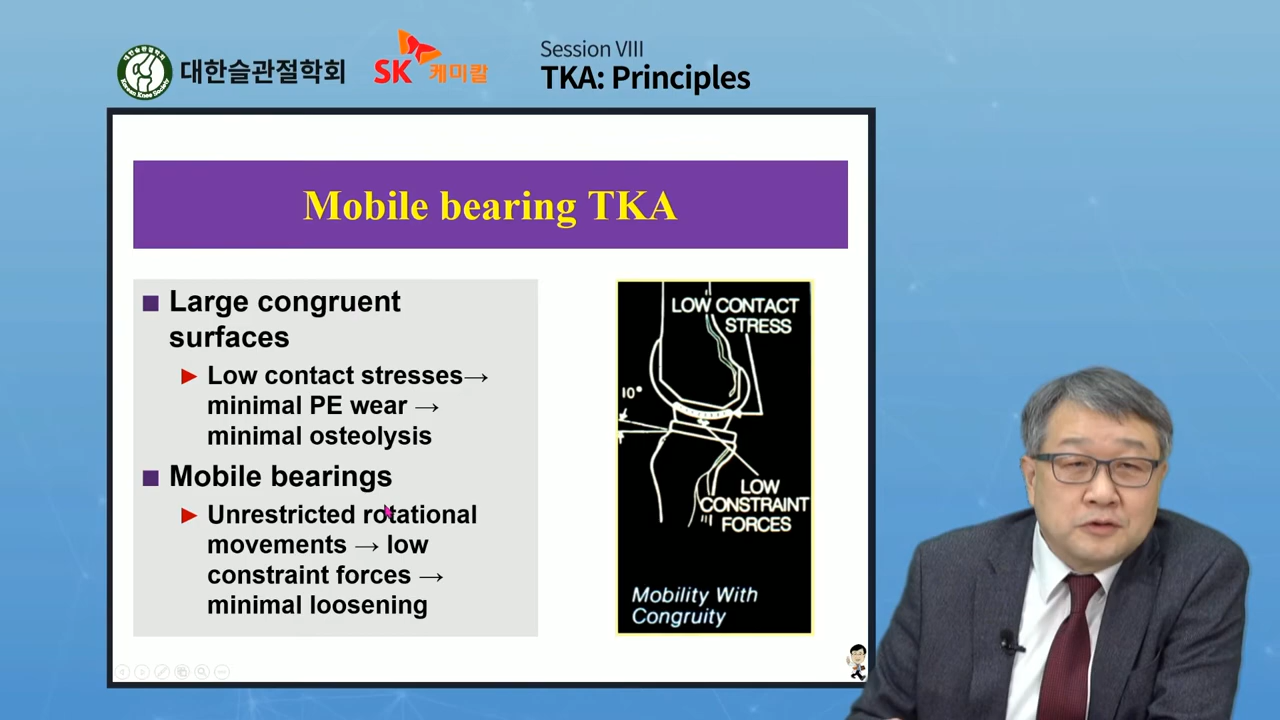 대한슬관절학회
SK 케미칼
Session VIII
TKA: Principles
Mobile bearing TKA
Large congruent
surfaces
Low contact stresses→
minimal PE wear →
minimal osteolysis
Mobile bearings
Unrestricted rotational
movements → low
constraint forces →
minimal loosening
LOW CONTACT
STRESS
10°
LOW
CONSTRAINT
FORCES
Mobility With
Congruity